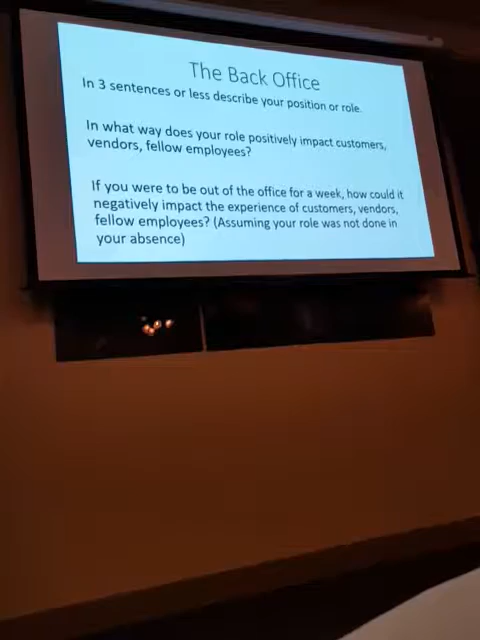 The Back Office
In 3 sentences or less describe your position or role.
In what way does your role positively impact customers,
vendors, fellow employees?
If you were to be out of the office for a week, how could it
negatively impact the experience of customers, vendors,
fellow employees? (Assuming your role was not done in
your absence)